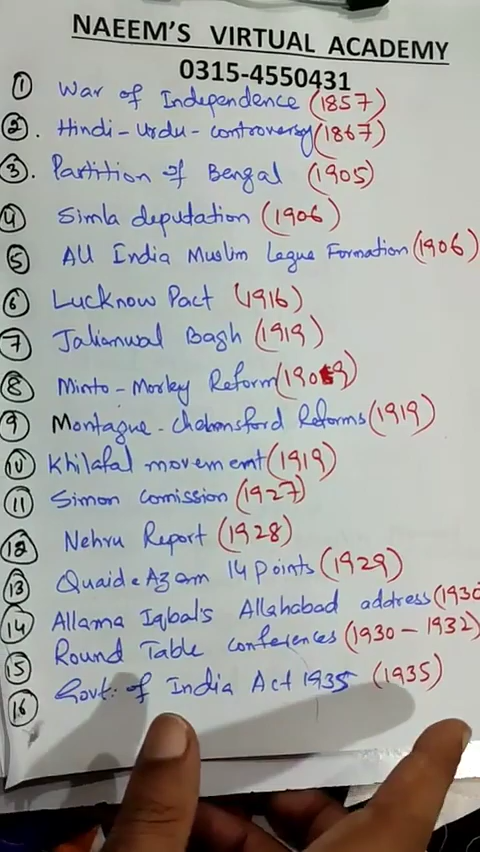 NAEEM'S VIRTUAL ACADEMY
0315-4550431
① War of Independence (1857)
②. Hindi-Urdu-controversy (1867)
③. Partition of Bengal (1905)
④ Simla deputation (1906)
⑤ All India Muslim Legue Formation (1906)
⑥ Lucknow Pact (1916)
⑦ Jalianwal Bagh (1919)
⑧ Minto-Morley Reform (1909)
⑨ Montague-Chelmsford Reforms (1919)
⑩ Khilafal movement (1919)
⑪ Simon comission (1927)
⑫ Nehru Report (1928)
⑬ Quaid e Azam 14 points (1929)
⑭ Allama Iqbal's Allahabad address (1930
⑮ Round Table conferences (1930 - 1932)
⑯ Govt: of India Act 1935 (1935)